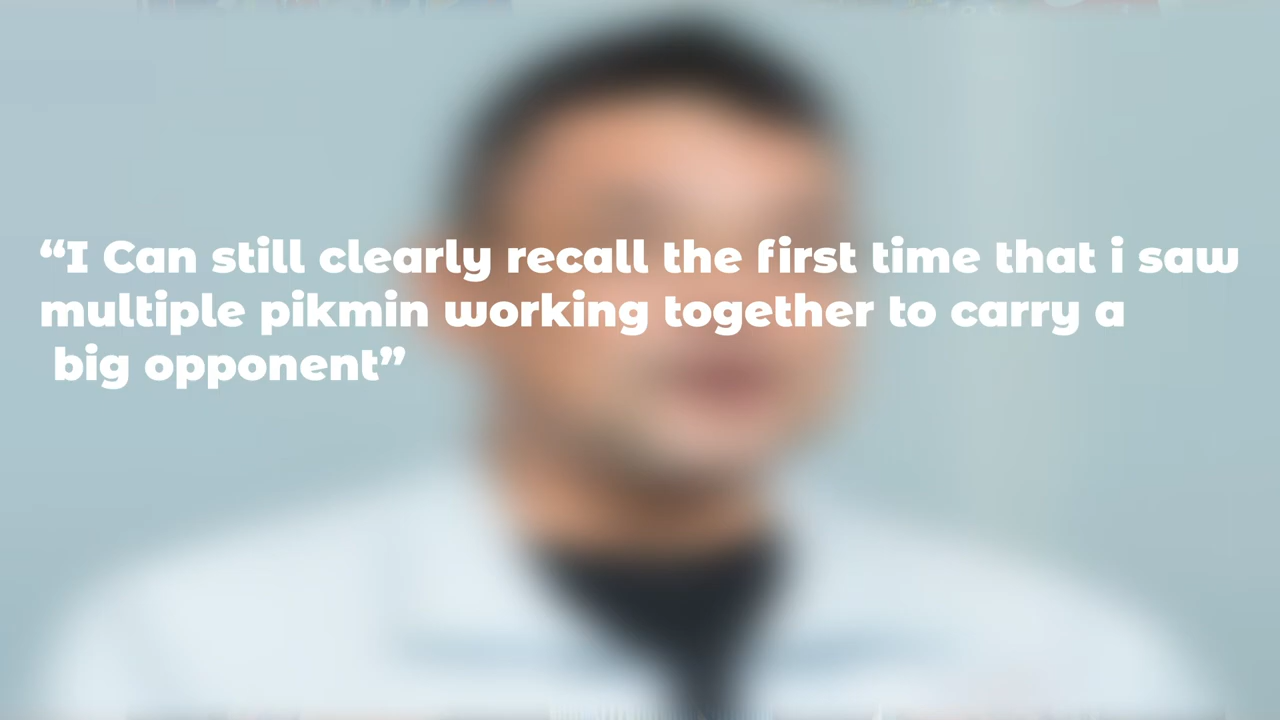 “I Can still clearly recall the first time that i saw
multiple pikmin working together to carry a
big opponent”